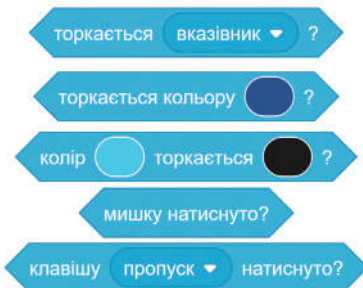 торкається вказівник ?
торкається кольору ?
колір торкається ?
мишку натиснуто?
клавішу пропуск натиснуто?